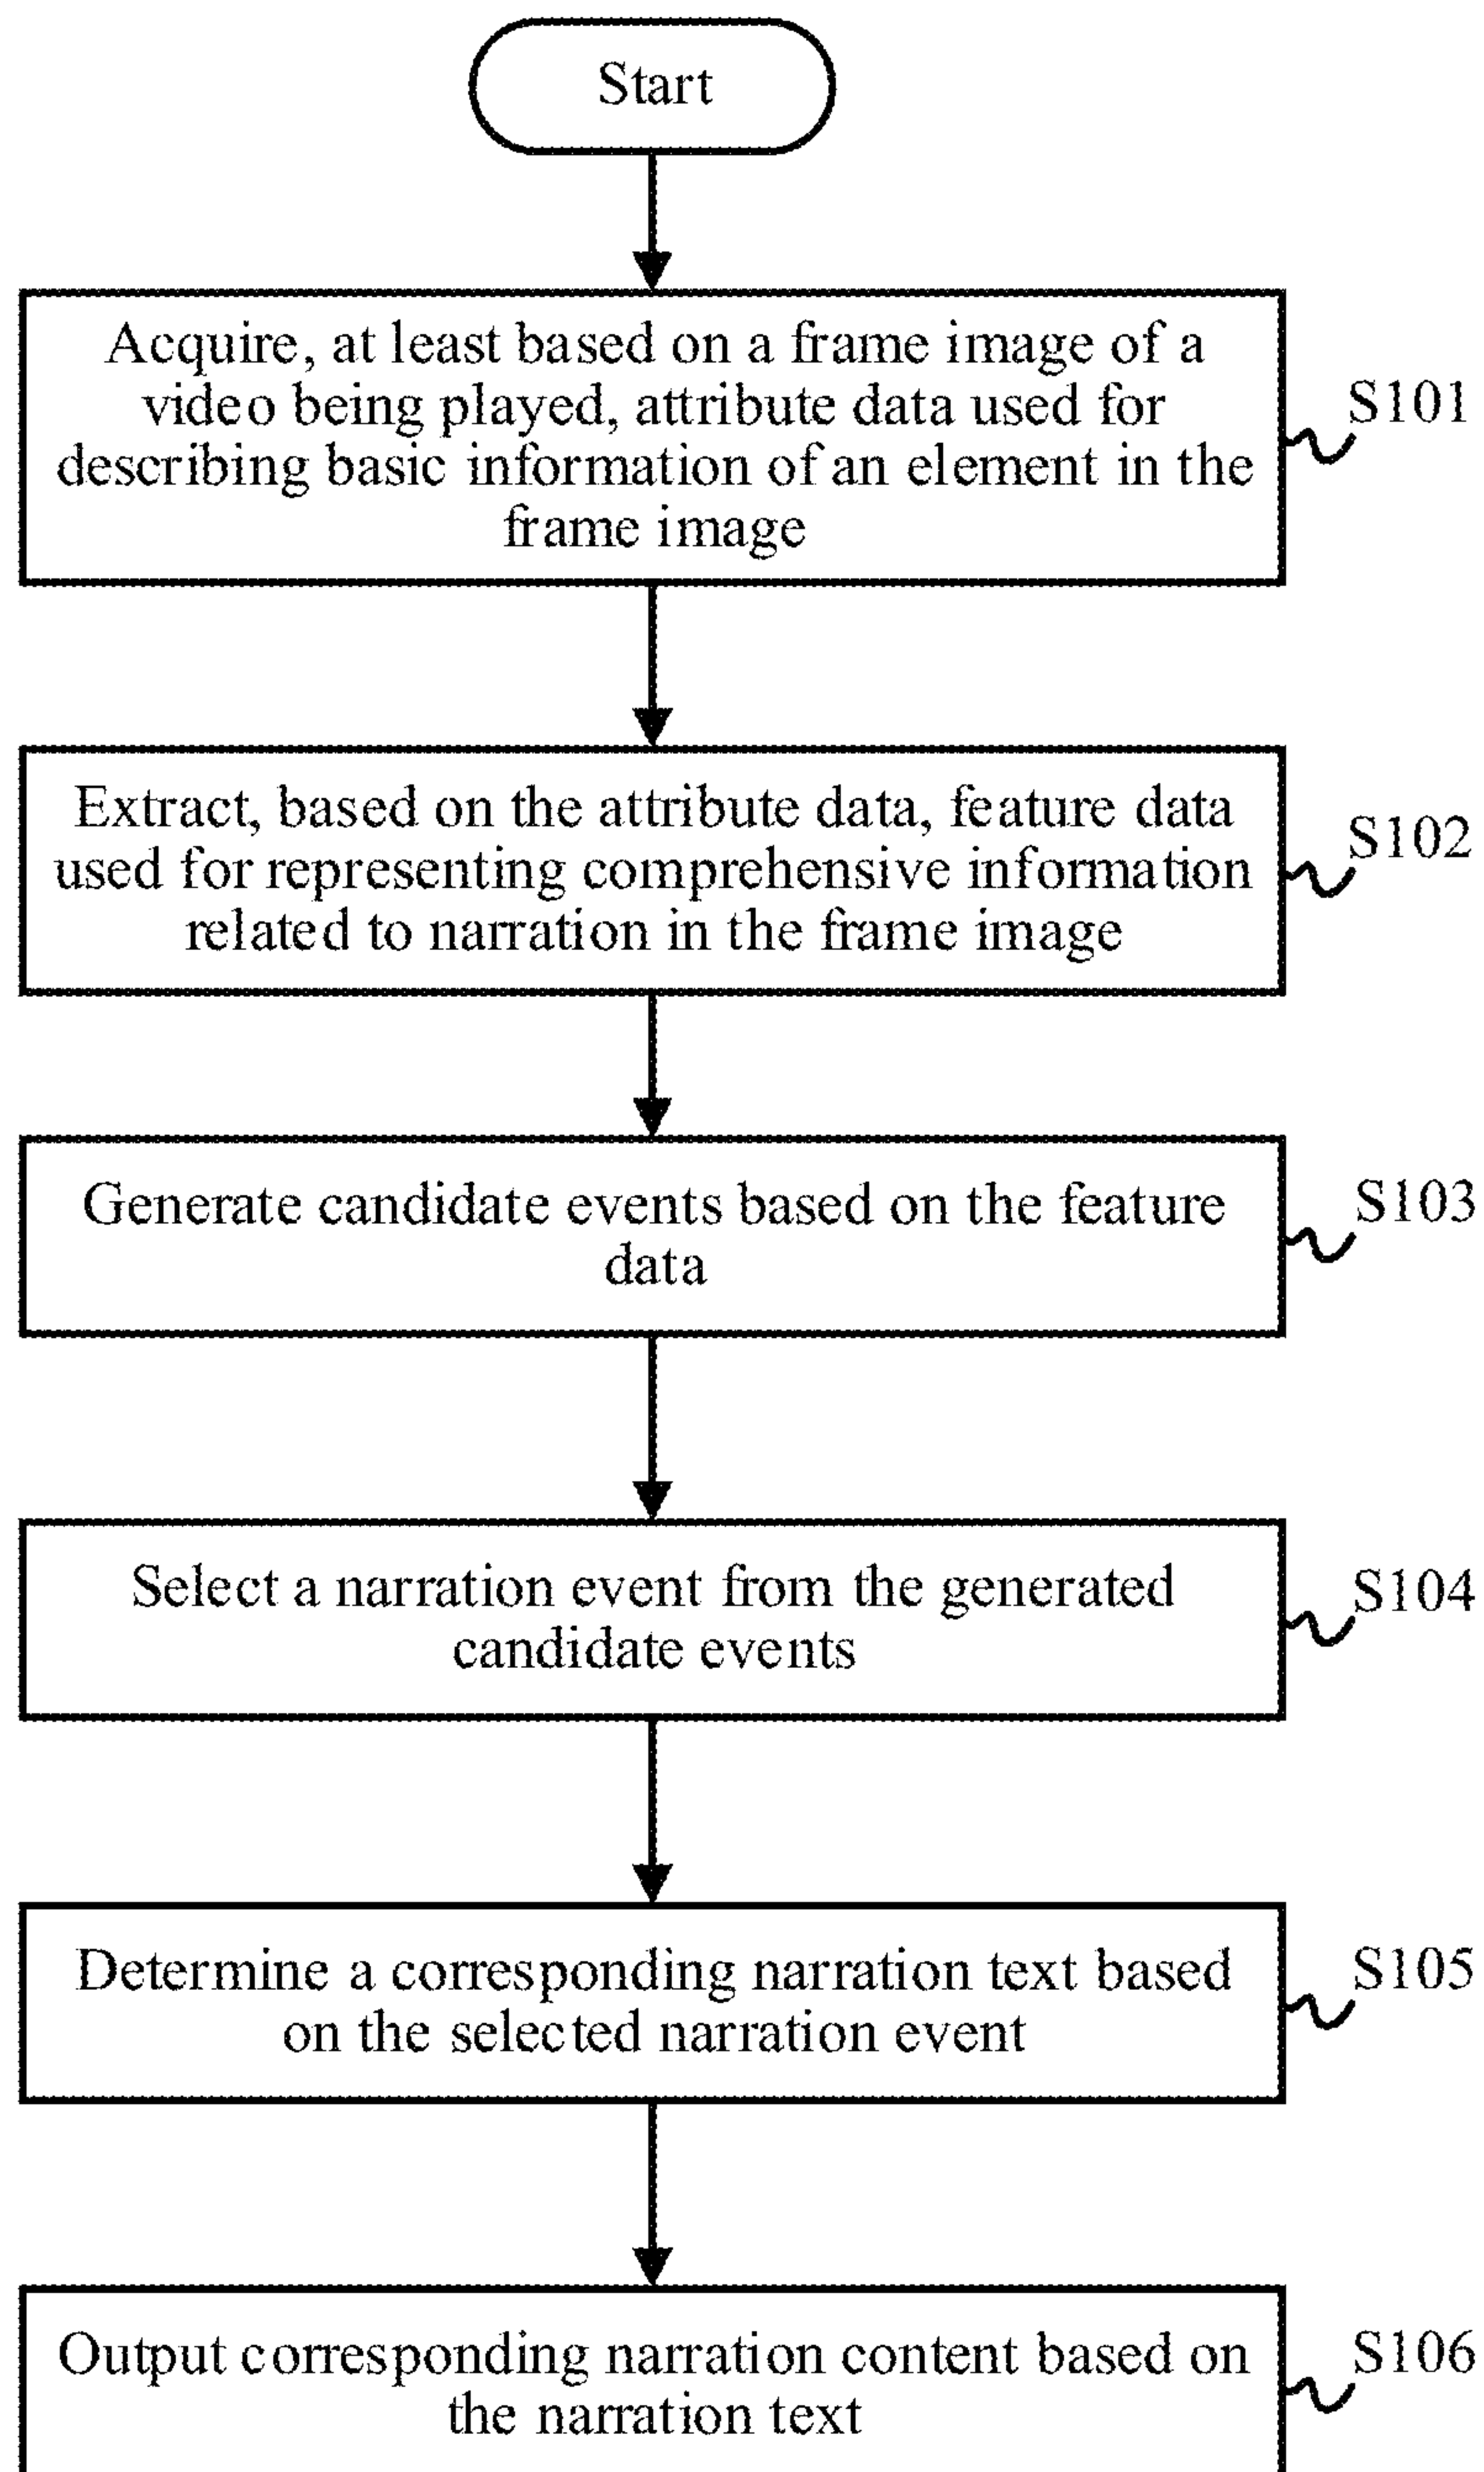 Start
Acquire, at least based on a frame image of a
video being played, attribute data used for
describing basic information of an element in the
frame image
S101
Extract, based on the attribute data, feature data
used for representing comprehensive information
related to narration in the frame image
S102
Generate candidate events based on the feature
data
S103
Select a narration event from the generated
candidate events
S104
Determine a corresponding narration text based
on the selected narration event
S105
Output corresponding narration content based on
the narration text
S106